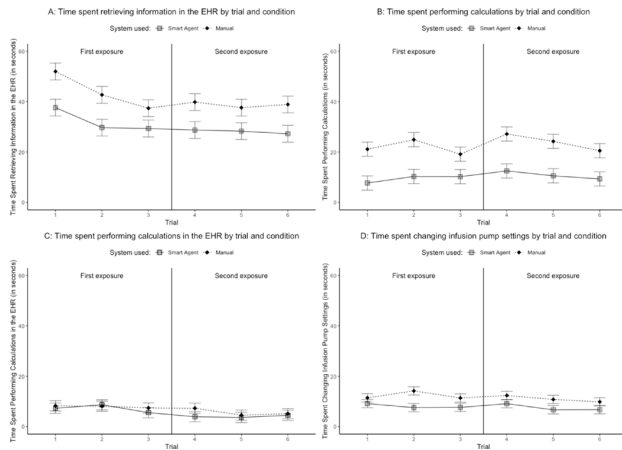 A: Time spent retrieving information in the EHR by trial and condition
System used: Smart Agent Manual
First exposure Second exposure
Time Spent Retrieving Information in the EHR (in seconds)
60
40
20
0
1 2 3 4 5 6
Trial
B: Time spent performing calculations by trial and condition
System used: Smart Agent Manual
First exposure Second exposure
Time Spent Performing Calculations (in seconds)
60
40
20
0
1 2 3 4 5 6
Trial
C: Time spent performing calculations in the EHR by trial and condition
System used: Smart Agent Manual
First exposure Second exposure
Time Spent Performing Calculations in the EHR (in seconds)
60
40
20
0
1 2 3 4 5 6
Trial
D: Time spent changing infusion pump settings by trial and condition
System used: Smart Agent Manual
First exposure Second exposure
Time Spent Changing Infusion Pump Settings (in seconds)
60
40
20
0
1 2 3 4 5 6
Trial